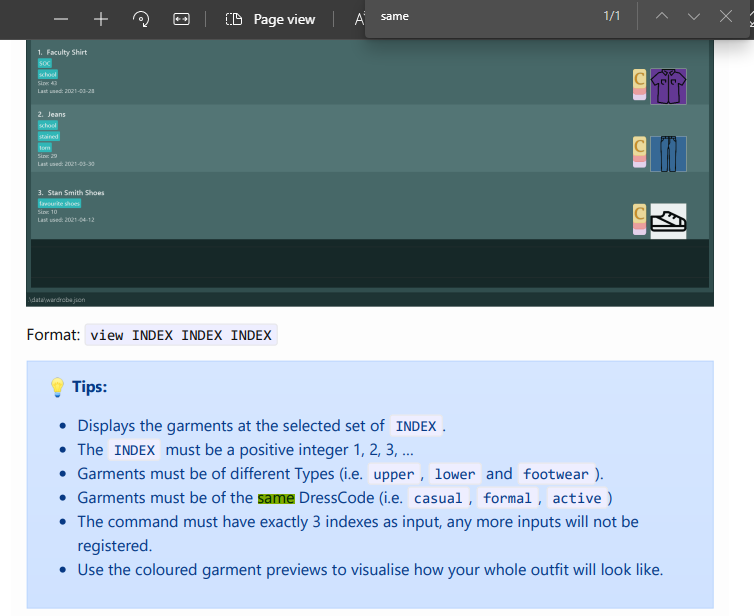 Page view
same
1/1
1. Faculty Shirt
SOC
school
Size: 43
Last used: 2021-03-28
C
2. Jeans
school
stained
torn
Size: 29
Last used: 2021-03-30
C
3. Stan Smith Shoes
favourite shoes
Size: 10
Last used: 2021-04-12
C
\data\wardrobe.json
Format: view INDEX INDEX INDEX
Tips:
Displays the garments at the selected set of INDEX.
The INDEX must be a positive integer 1, 2, 3, ...
Garments must be of different Types (i.e. upper, lower and footwear).
Garments must be of the same DressCode (i.e. casual, formal, active)
The command must have exactly 3 indexes as input, any more inputs will not be
registered.
Use the coloured garment previews to visualise how your whole outfit will look like.